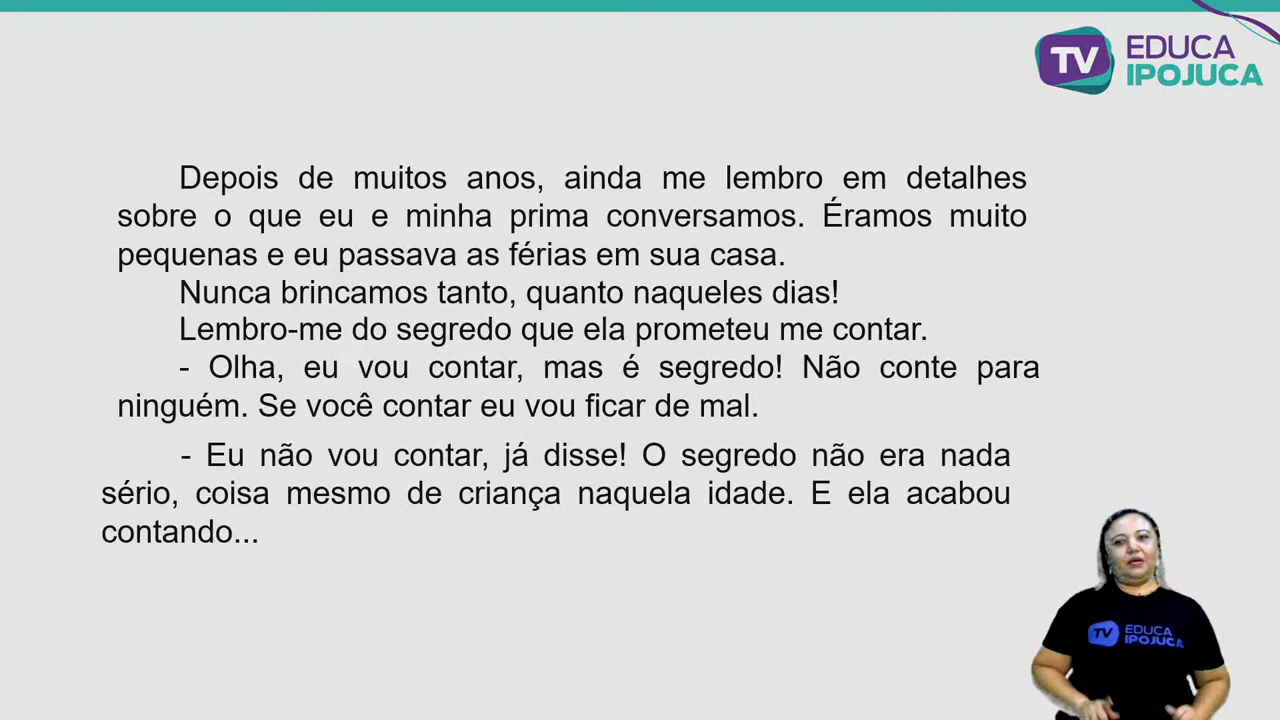 TV EDUCA
IPOJUCA
Depois de muitos anos, ainda me lembro em detalhes
sobre o que eu e minha prima conversamos. Éramos muito
pequenas e eu passava as férias em sua casa.
Nunca brincamos tanto, quanto naqueles dias!
Lembro-me do segredo que ela prometeu me contar.
- Olha, eu vou contar, mas é segredo! Não conte para
ninguém. Se você contar eu vou ficar de mal.
- Eu não vou contar, já disse! O segredo não era nada
sério, coisa mesmo de criança naquela idade. E ela acabou
contando...
TV EDUCA
IPOJUCA